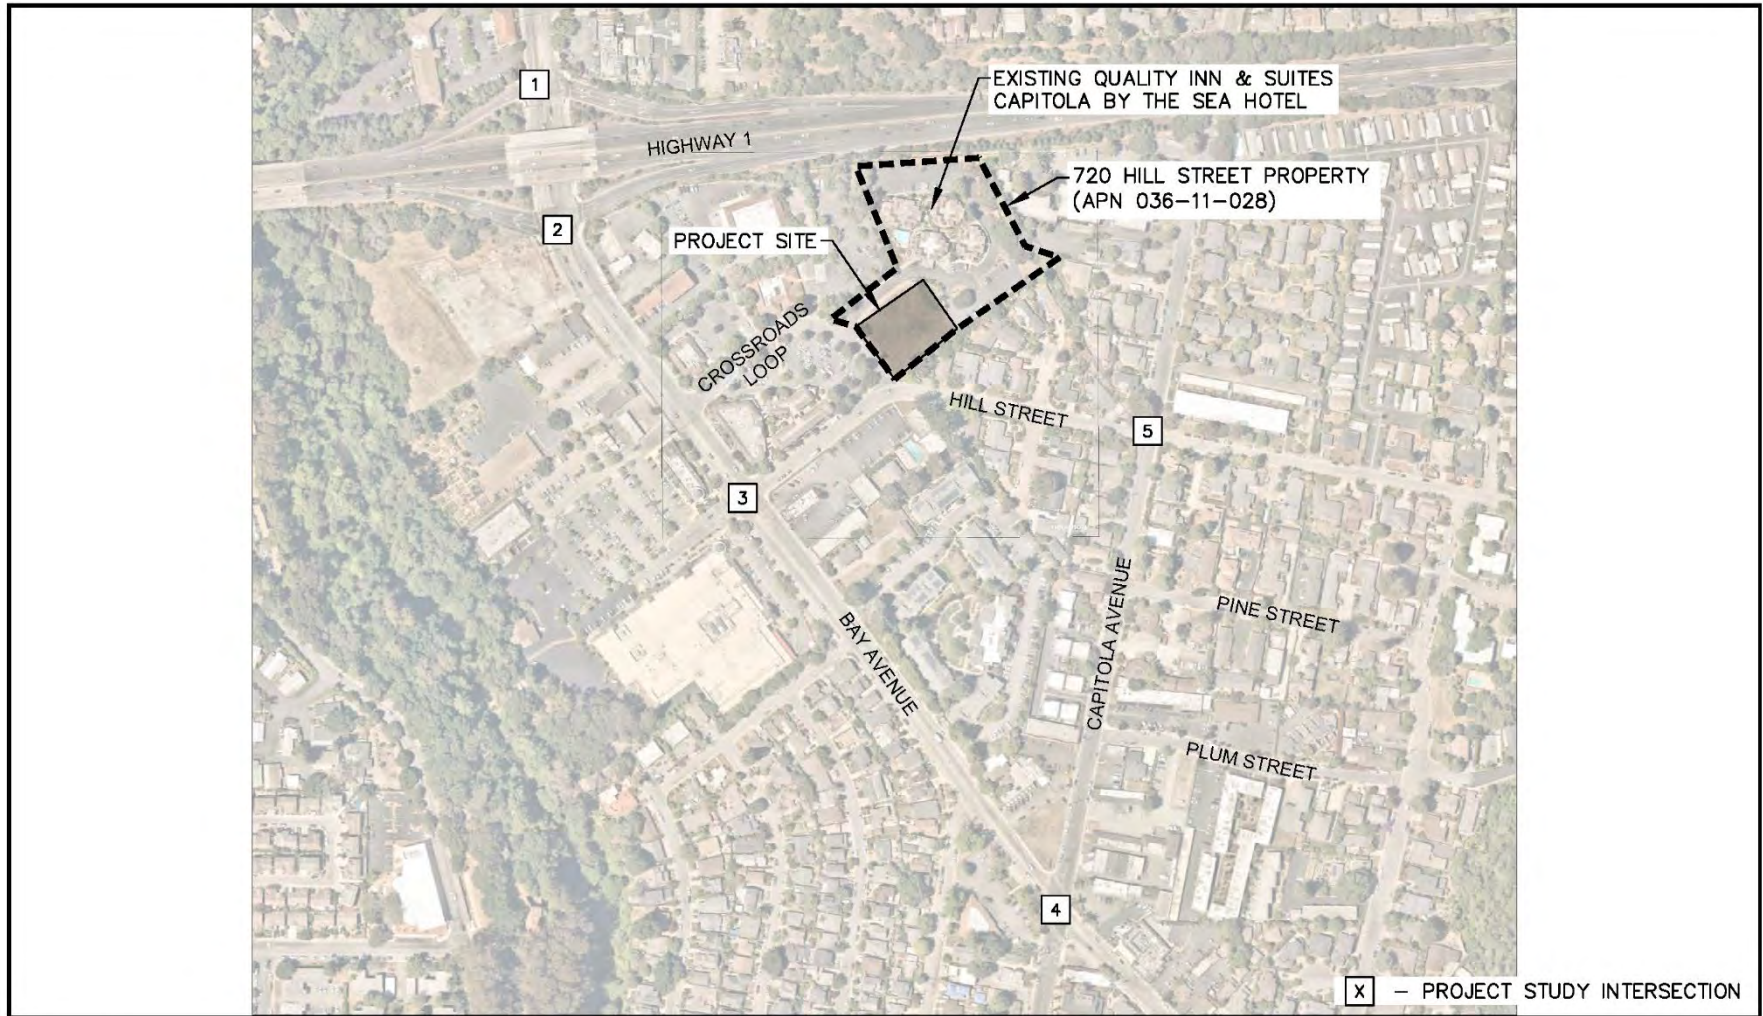 1
EXISTING QUALITY INN & SUITES
CAPITOLA BY THE SEA HOTEL
HIGHWAY 1
720 HILL STREET PROPERTY
(APN 036-11-028)
2
PROJECT SITE
CROSSROADS
LOOP
HILL STREET
5
3
PINE STREET
BAY AVENUE
CAPITOLA AVENUE
PLUM STREET
4
X - PROJECT STUDY INTERSECTION